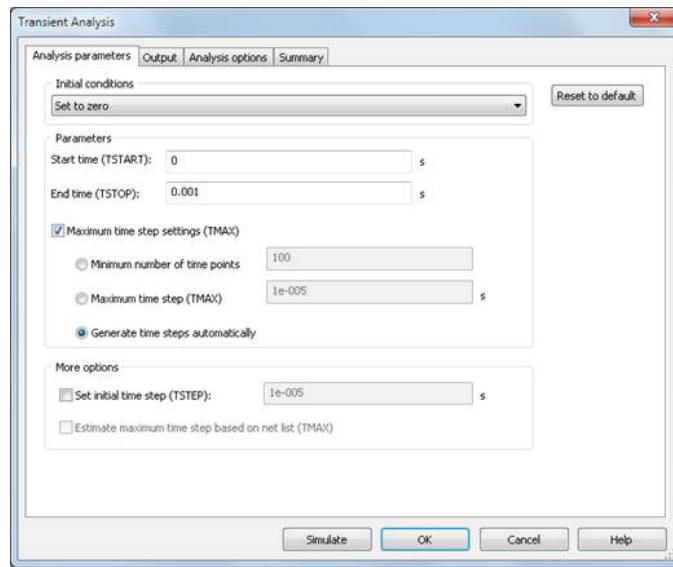 Transient Analysis
Analysis parameters Output Analysis options Summary
Initial conditions
Set to zero
Reset to default
Parameters
Start time (TSTART): 0 s
End time (TSTOP): 0.001 s
Maximum time step settings (TMAX)
Minimum number of time points 100
Maximum time step (TMAX) 1e-005 s
Generate time steps automatically
More options
Set initial time step (TSTEP): 1e-005 s
Estimate maximum time step based on net list (TMAX)
Simulate OK Cancel Help